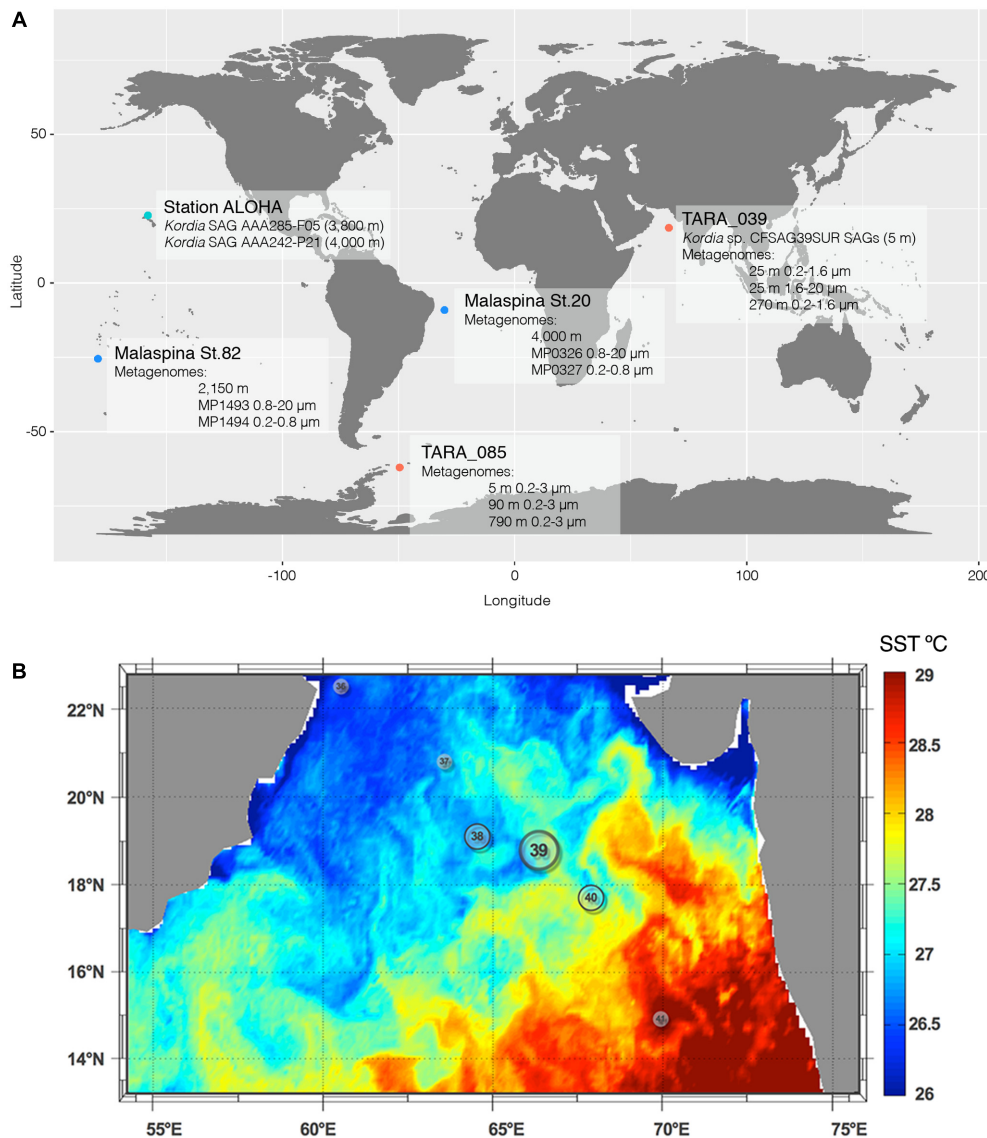 A
50
0
-50
Latitude
-100
0
100
200
Longitude
Station ALOHA
Kordia SAG AAA285-F05 (3,800 m)
Kordia SAG AAA242-P21 (4,000 m)
TARA_039
Kordia sp. CFSAG39SUR SAGs (5 m)
Metagenomes:
25 m 0.2-1.6 µm
25 m 1.6-20 µm
270 m 0.2-1.6 µm
Malaspina St.20
Metagenomes:
4,000 m
MP0326 0.8-20 µm
MP0327 0.2-0.8 µm
Malaspina St.82
Metagenomes:
2,150 m
MP1493 0.8-20 µm
MP1494 0.2-0.8 µm
TARA_085
Metagenomes:
5 m 0.2-3 µm
90 m 0.2-3 µm
790 m 0.2-3 µm
B
SST ºC
22°N
20°N
18°N
16°N
14°N
55ºE
60ºE
65ºE
70ºE
75ºE
36
37
38
39
40
41
29
28.5
28
27.5
27
26.5
26